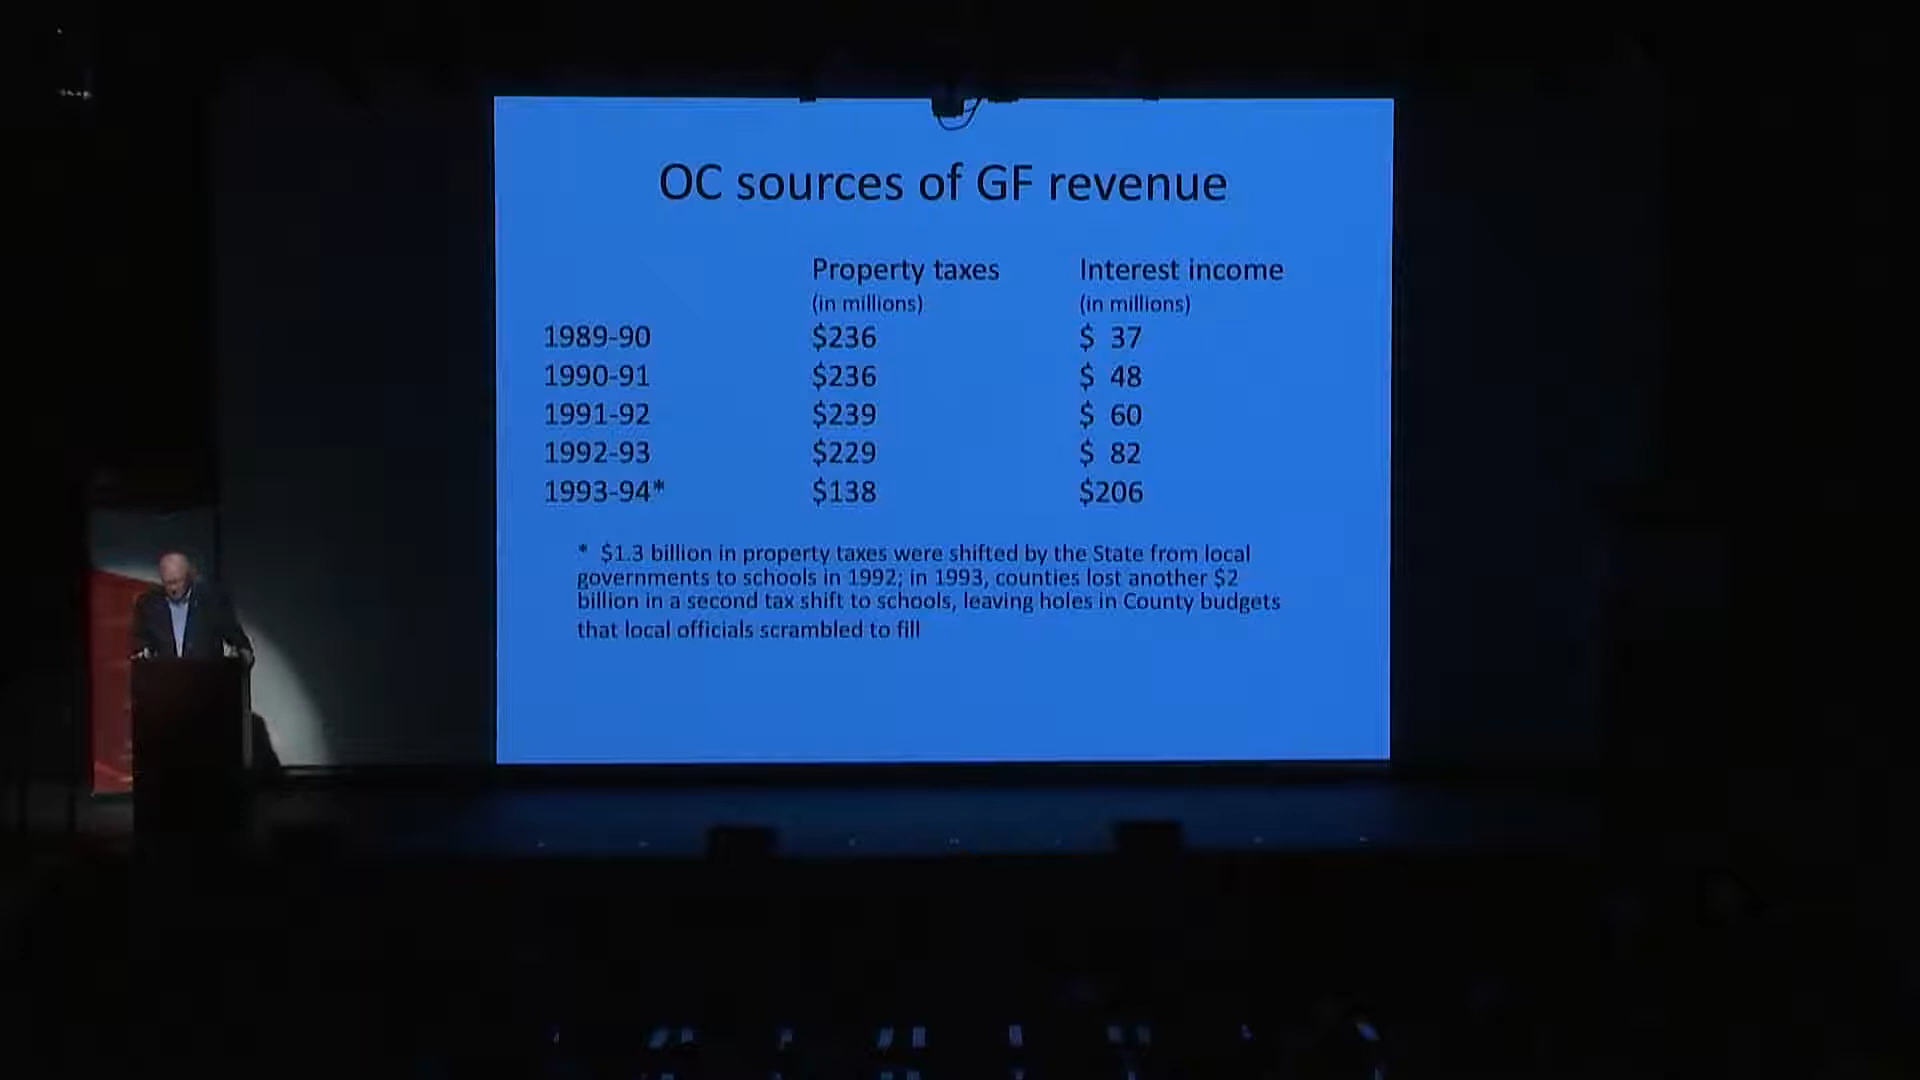 OC sources of GF revenue
Property taxes Interest income
(in millions) (in millions)
1989-90 $236 $ 37
1990-91 $236 $ 48
1991-92 $239 $ 60
1992-93 $229 $ 82
1993-94* $138 $206
* $1.3 billion in property taxes were shifted by the State from local
governments to schools in 1992; in 1993, counties lost another $2
billion in a second tax shift to schools, leaving holes in County budgets
that local officials scrambled to fill